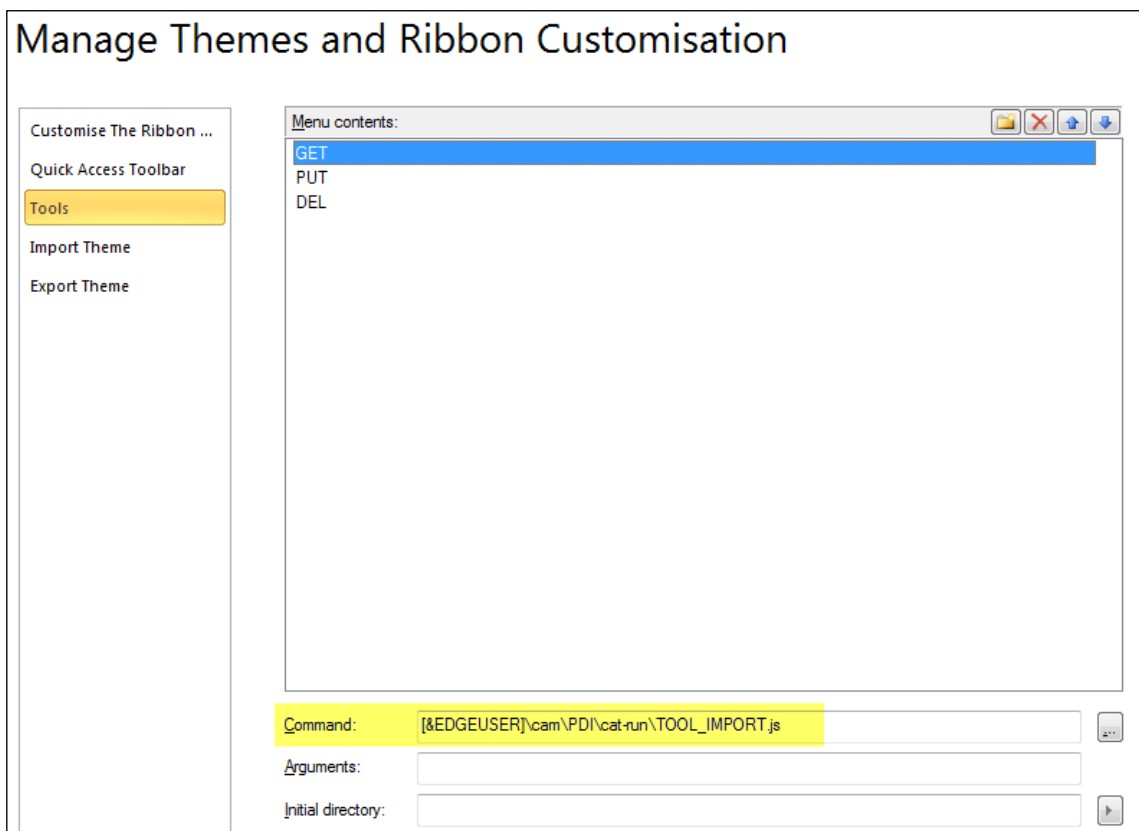 Manage Themes and Ribbon Customisation
Customise The Ribbon ...
Quick Access Toolbar
Tools
Import Theme
Export Theme
Menu contents:
GET
PUT
DEL
Command: [&EDGEUSER]\cam\PDI\cat-run\TOOL_IMPORT.js ...
Arguments:
Initial directory: